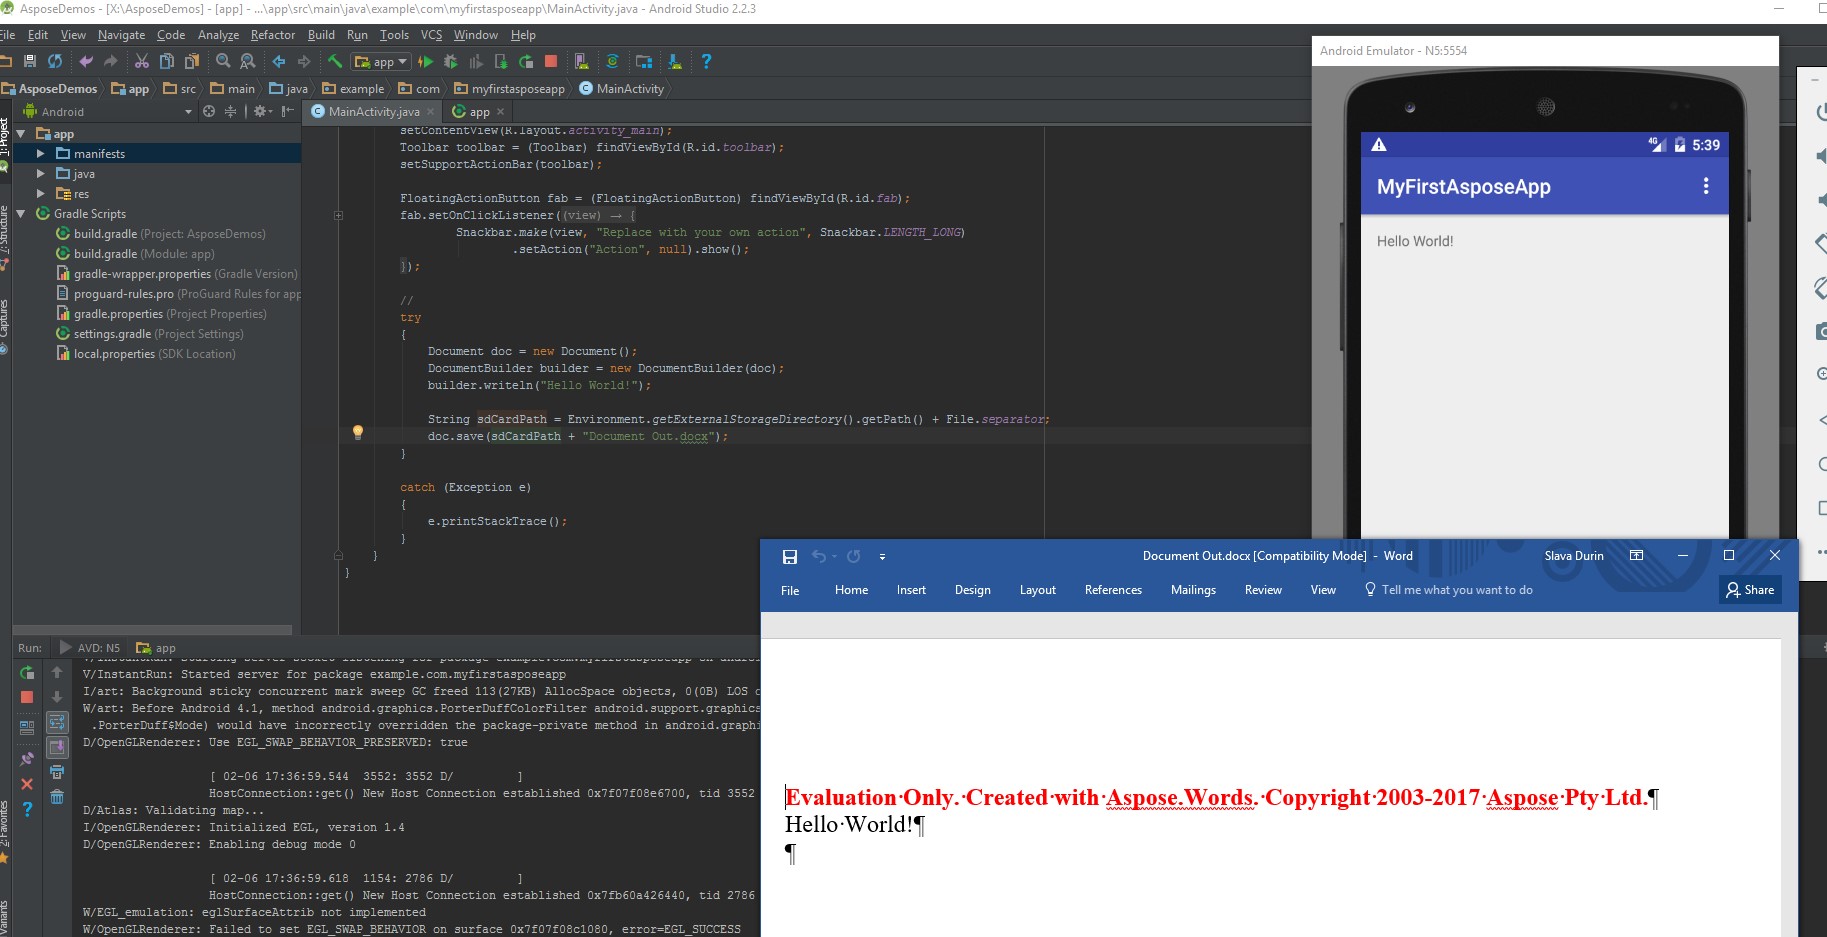 AsposeDemos - [X:\AsposeDemos] - [app] - ...\app\src\main\java\example\com\myfirstasposeapp\MainActivity.java - Android Studio 2.2.3
File Edit View Navigate Code Analyze Refactor Build Run Tools VCS Window Help
app
AsposeDemos app src main java example com myfirstasposeapp MainActivity
Android
MainActivity.java app
1: Project
7: Structure
Captures
2: Favorites
Variants
app
manifests
java
res
Gradle Scripts
build.gradle (Project: AsposeDemos)
build.gradle (Module: app)
gradle-wrapper.properties (Gradle Version)
proguard-rules.pro (ProGuard Rules for app
gradle.properties (Project Properties)
settings.gradle (Project Settings)
local.properties (SDK Location)
setContentView(R.layout.activity_main);
Toolbar toolbar = (Toolbar) findViewById(R.id.toolbar);
setSupportActionBar(toolbar);
FloatingActionButton fab = (FloatingActionButton) findViewById(R.id.fab);
fab.setOnClickListener((view) → {
Snackbar.make(view, "Replace with your own action", Snackbar.LENGTH_LONG)
.setAction("Action", null).show();
});
//
try
{
Document doc = new Document();
DocumentBuilder builder = new DocumentBuilder(doc);
builder.writeln("Hello World!");
String sdCardPath = Environment.getExternalStorageDirectory().getPath() + File.separator;
doc.save(sdCardPath + "Document Out.docx");
}
catch (Exception e)
{
e.printStackTrace();
}
}
}
Android Emulator - N5:5554
4G 5:39
MyFirstAsposeApp
Hello World!
Run: AVD: N5 app
V/InstantRun: Starting server socket listening for package example.com.myfirstasposeapp on android
V/InstantRun: Started server for package example.com.myfirstasposeapp
I/art: Background sticky concurrent mark sweep GC freed 113(27KB) AllocSpace objects, 0(0B) LOS
W/art: Before Android 4.1, method android.graphics.PorterDuffColorFilter android.support.graphics
.PorterDuff$Mode) would have incorrectly overridden the package-private method in android.graphi
D/OpenGLRenderer: Use EGL_SWAP_BEHAVIOR_PRESERVED: true
[ 02-06 17:36:59.544 3552: 3552 D/ ]
HostConnection::get() New Host Connection established 0x7f07f08e6700, tid 3552
D/Atlas: Validating map...
I/OpenGLRenderer: Initialized EGL, version 1.4
D/OpenGLRenderer: Enabling debug mode 0
[ 02-06 17:36:59.618 1154: 2786 D/ ]
HostConnection::get() New Host Connection established 0x7fb60a426440, tid 2786
W/EGL_emulation: eglSurfaceAttrib not implemented
W/OpenGLRenderer: Failed to set EGL_SWAP_BEHAVIOR on surface 0x7f07f08c1080, error=EGL_SUCCESS
Document Out.docx [Compatibility Mode] - Word Slava Durin
File Home Insert Design Layout References Mailings Review View Tell me what you want to do Share
Evaluation·Only.·Created·with·Aspose.Words.·Copyright·2003-2017·Aspose·Pty·Ltd.¶
Hello·World!¶
¶